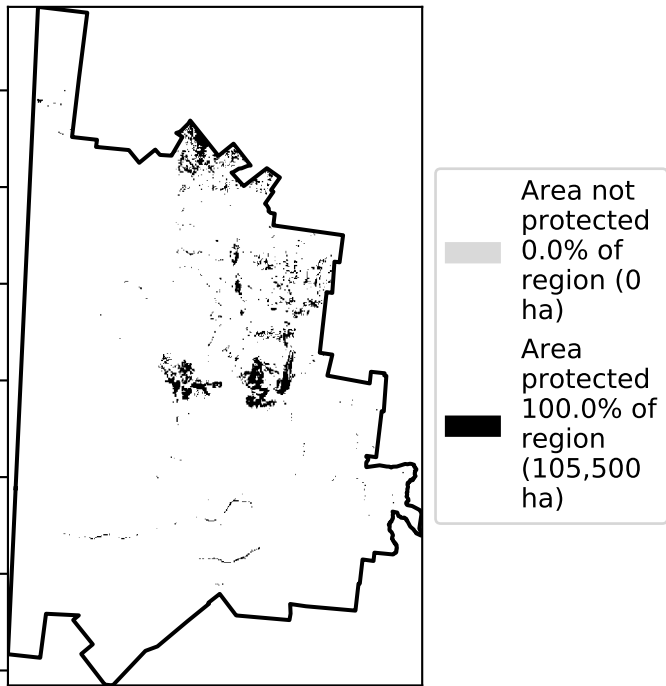 Area not
protected
0.0% of
region (0
ha)
Area
protected
100.0% of
region
(105,500
ha)